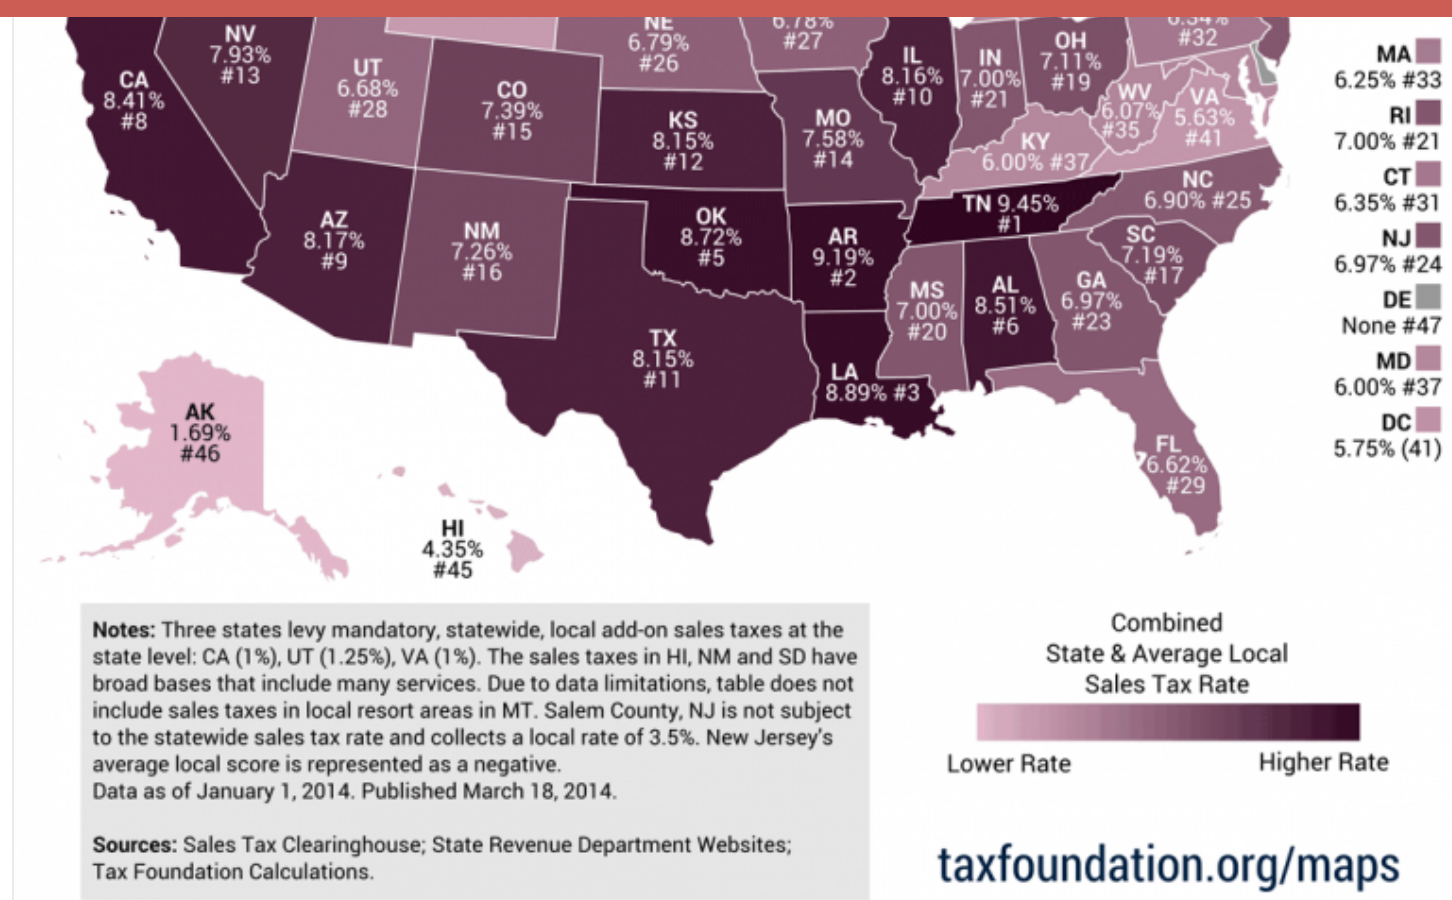 NV
7.93%
#13
CA
8.41%
#8
UT
6.68%
#28
CO
7.39%
#15
NE
6.79%
#26
6.78%
#27
KS
8.15%
#12
MO
7.58%
#14
IL
8.16%
#10
IN
7.00%
#21
OH
7.11%
#19
6.34%
#32
WV
6.07%
#35
VA
5.63%
#41
KY
6.00% #37
NC
6.90% #25
TN 9.45%
#1
SC
7.19%
#17
AZ
8.17%
#9
NM
7.26%
#16
OK
8.72%
#5
AR
9.19%
#2
MS
7.00%
#20
AL
8.51%
#6
GA
6.97%
#23
TX
8.15%
#11
LA
8.89% #3
FL
6.62%
#29
AK
1.69%
#46
HI
4.35%
#45
MA
6.25% #33
RI
7.00% #21
CT
6.35% #31
NJ
6.97% #24
DE
None #47
MD
6.00% #37
DC
5.75% (41)
Notes: Three states levy mandatory, statewide, local add-on sales taxes at the
state level: CA (1%), UT (1.25%), VA (1%). The sales taxes in HI, NM and SD have
broad bases that include many services. Due to data limitations, table does not
include sales taxes in local resort areas in MT. Salem County, NJ is not subject
to the statewide sales tax rate and collects a local rate of 3.5%. New Jersey's
average local score is represented as a negative.
Data as of January 1, 2014. Published March 18, 2014.
Sources: Sales Tax Clearinghouse; State Revenue Department Websites;
Tax Foundation Calculations.
Combined
State & Average Local
Sales Tax Rate
Lower Rate
Higher Rate
taxfoundation.org/maps